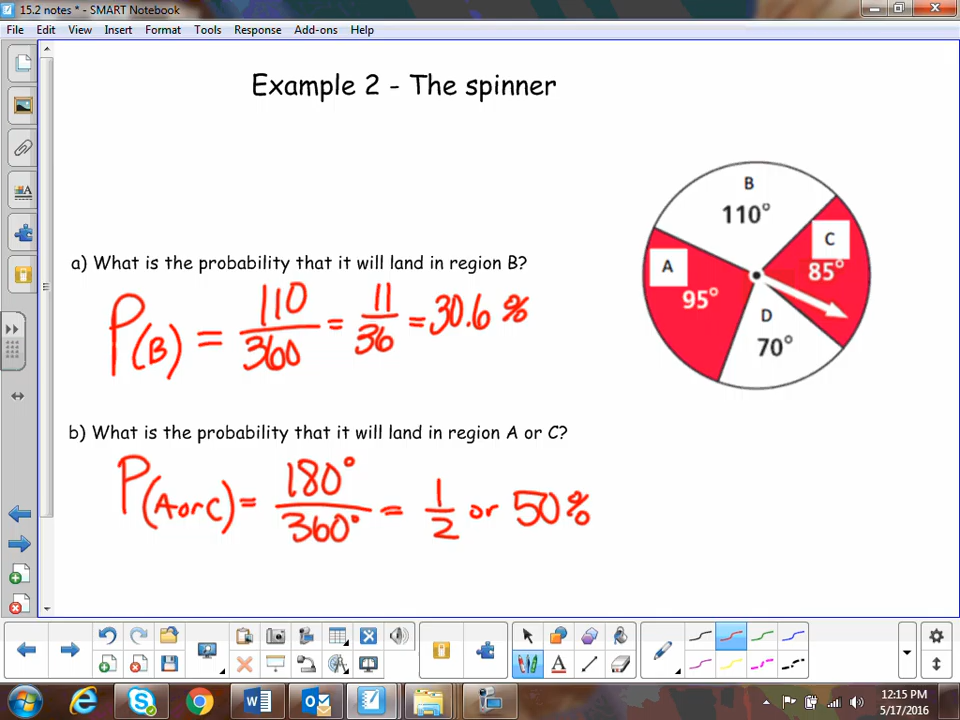 15.2 notes * - SMART Notebook
File Edit View Insert Format Tools Response Add-ons Help
Example 2 - The spinner
B
110°
C
85°
A
95°
D
70°
a) What is the probability that it will land in region B?
P(B) = 110/360 = 11/36 = 30.6 %
b) What is the probability that it will land in region A or C?
P(A or C) = 180°/360° = 1/2 or 50%
12:15 PM
5/17/2016